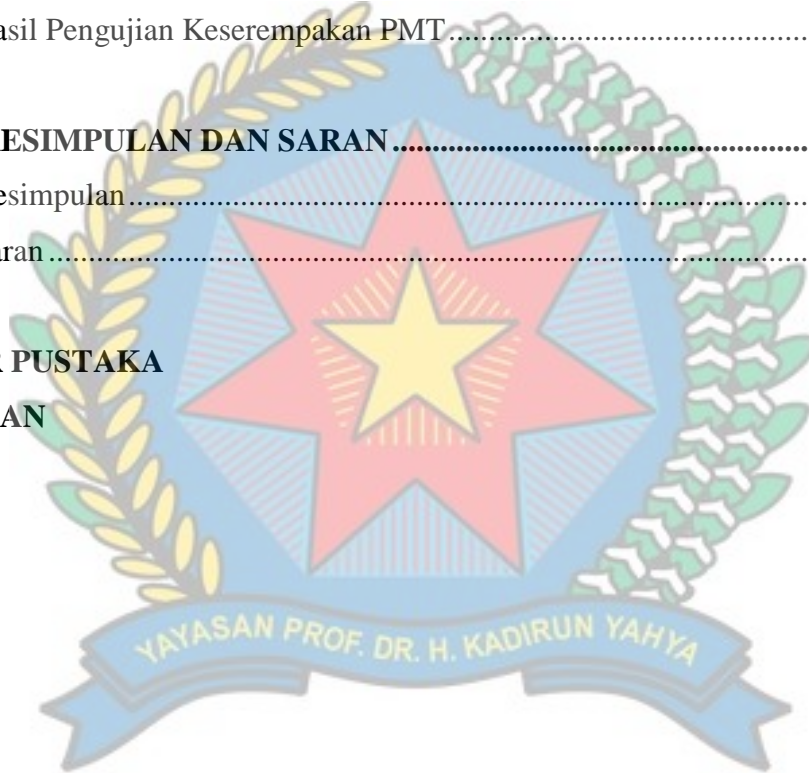 asil Pengujian Keserempakan PMT
ESIMPULAN DAN SARAN
esimpulan
aran
PUSTAKA
AN
YAYASAN PROF. DR. H. KADIRUN YAHYA